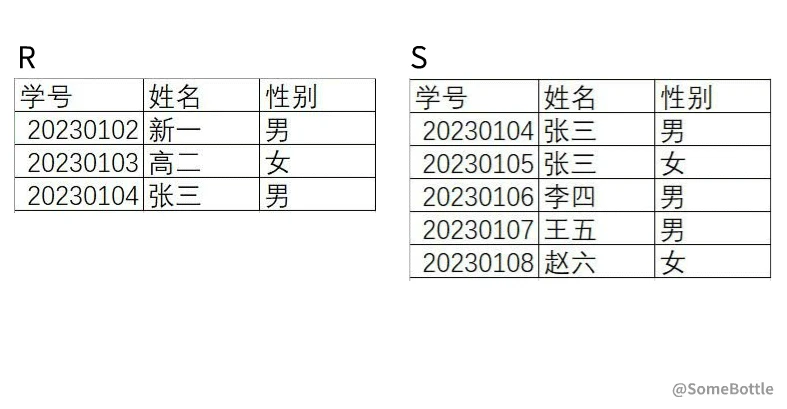 R
学号 姓名 性别
20230102 新一 男
20230103 高二 女
20230104 张三 男
S
学号 姓名 性别
20230104 张三 男
20230105 张三 女
20230106 李四 男
20230107 王五 男
20230108 赵六 女
@SomeBottle